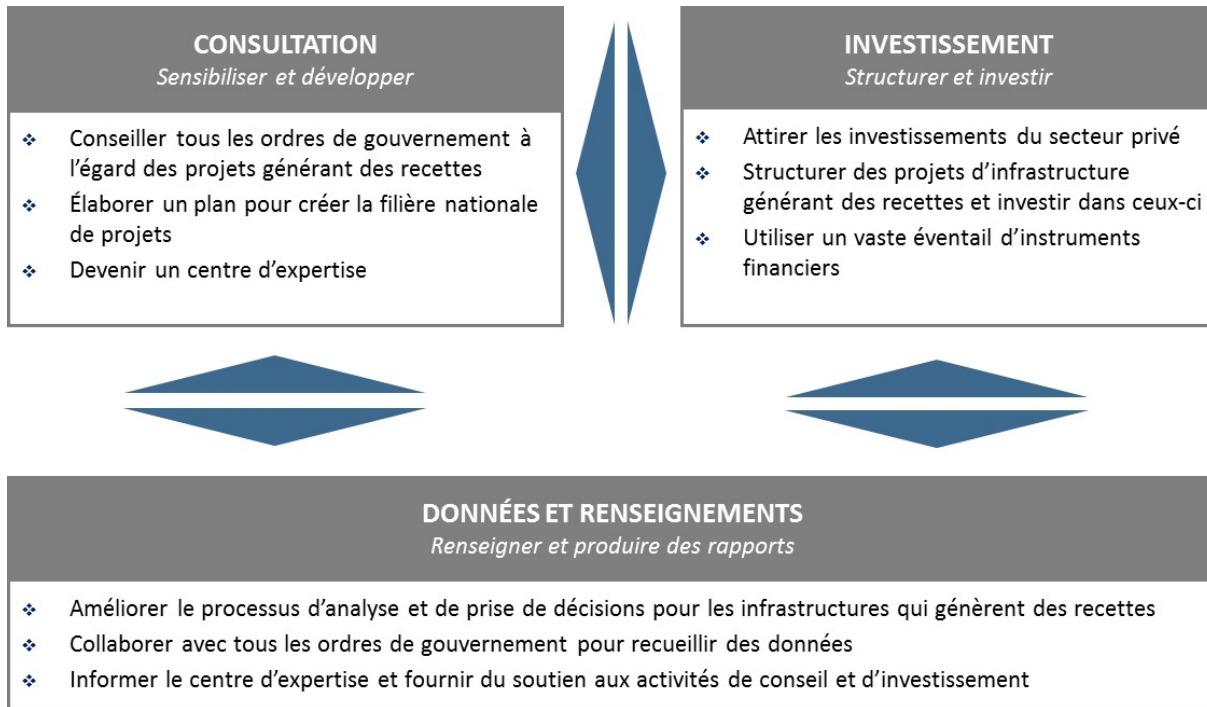 CONSULTATION
Sensibiliser et développer
❖ Conseiller tous les ordres de gouvernement à
l'égard des projets générant des recettes
❖ Élaborer un plan pour créer la filière nationale
de projets
❖ Devenir un centre d'expertise
INVESTISSEMENT
Structurer et investir
❖ Attirer les investissements du secteur privé
❖ Structurer des projets d'infrastructure
générant des recettes et investir dans ceux-ci
❖ Utiliser un vaste éventail d'instruments
financiers
DONNÉES ET RENSEIGNEMENTS
Renseigner et produire des rapports
❖ Améliorer le processus d'analyse et de prise de décisions pour les infrastructures qui génèrent des recettes
❖ Collaborer avec tous les ordres de gouvernement pour recueillir des données
❖ Informer le centre d'expertise et fournir du soutien aux activités de conseil et d'investissement